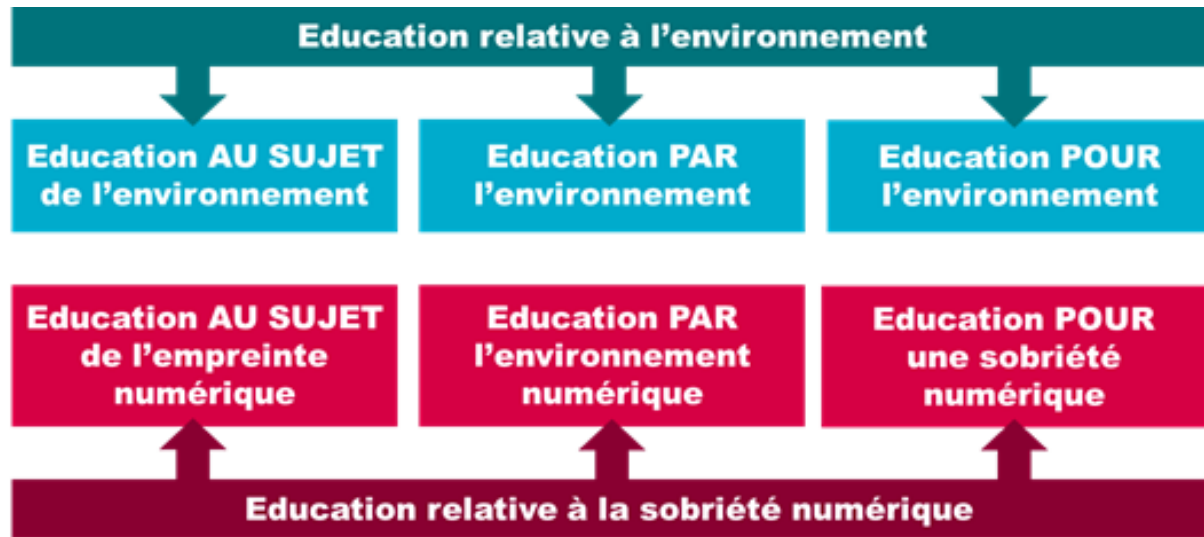 Education relative à l’environnement
Education AU SUJET
de l’environnement
Education PAR
l’environnement
Education POUR
l’environnement
Education AU SUJET
de l’empreinte
numérique
Education PAR
l’environnement
numérique
Education POUR
une sobriété
numérique
Education relative à la sobriété numérique